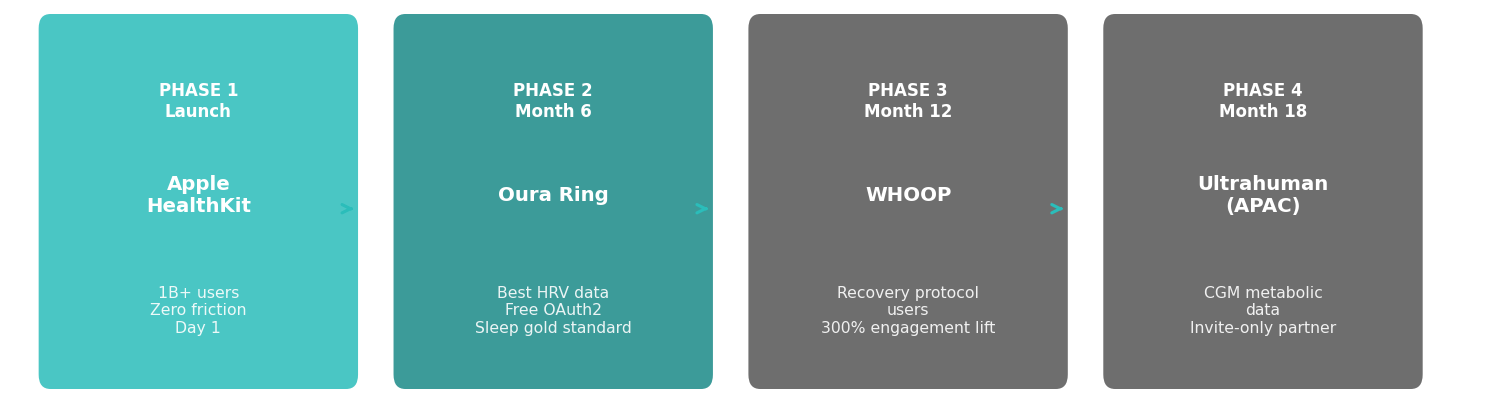 PHASE 1
Launch
Apple
HealthKit
1B+ users
Zero friction
Day 1
PHASE 2
Month 6
Oura Ring
Best HRV data
Free OAuth2
Sleep gold standard
PHASE 3
Month 12
WHOOP
Recovery protocol
users
300% engagement lift
PHASE 4
Month 18
Ultrahuman
(APAC)
CGM metabolic
data
Invite-only partner